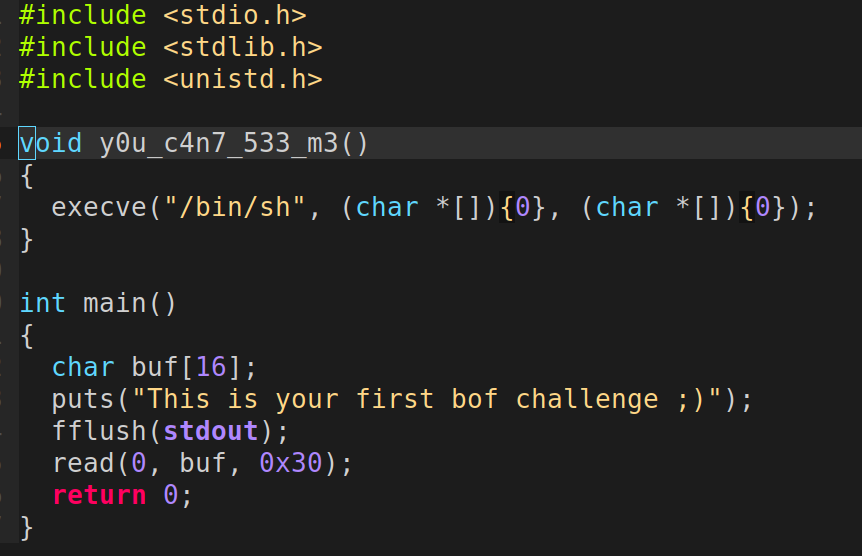 #include <stdio.h>
#include <stdlib.h>
#include <unistd.h>
void y0u_c4n7_533_m3()
{
execve("/bin/sh", (char *[]){0}, (char *[]){0});
}
int main()
{
char buf[16];
puts("This is your first bof challenge ;)");
fflush(stdout);
read(0, buf, 0x30);
return 0;
}